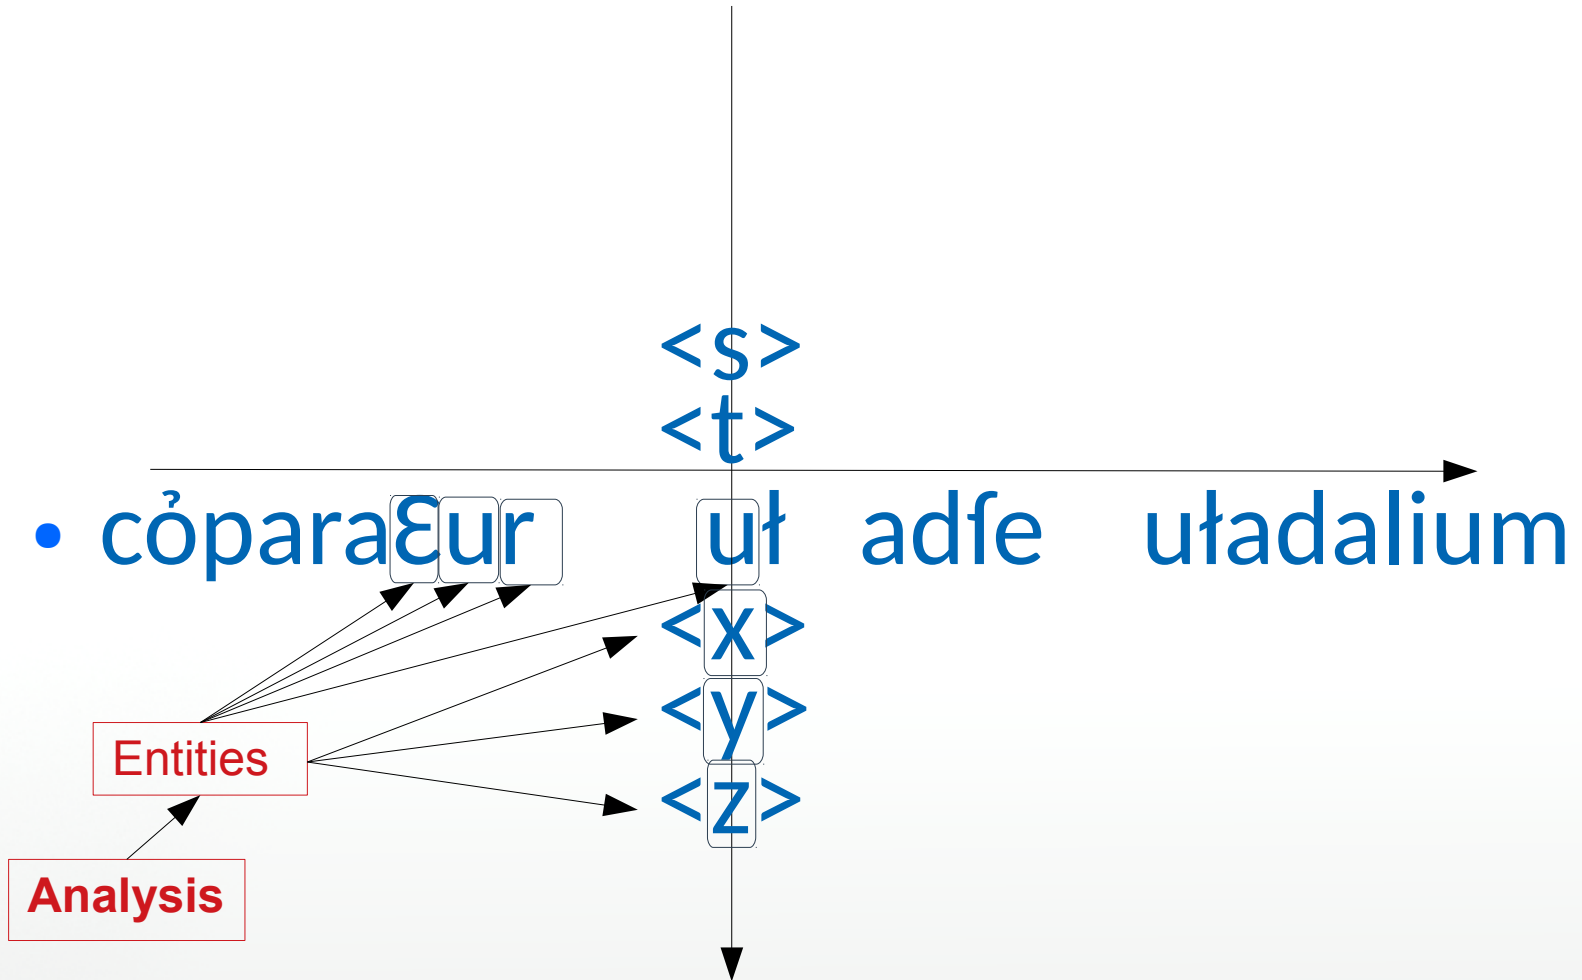 <s>
<t>
• cỏparaƐur uł adſe uładalium
<x>
<y>
<z>
Entities
Analysis